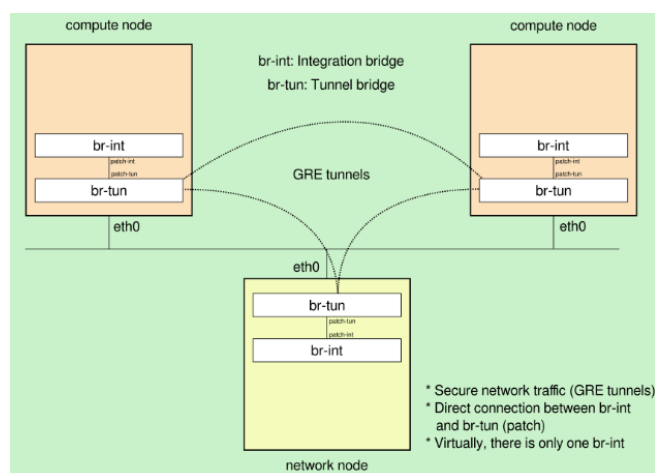 compute node
compute node
br-int: Integration bridge
br-tun: Tunnel bridge
br-int
patch-int
patch-tun
br-tun
br-int
patch-int
patch-tun
br-tun
GRE tunnels
eth0
eth0
eth0
br-tun
patch-tun
patch-int
br-int
* Secure network traffic (GRE tunnels)
* Direct connection between br-int
and br-tun (patch)
* Virtually, there is only one br-int
network node